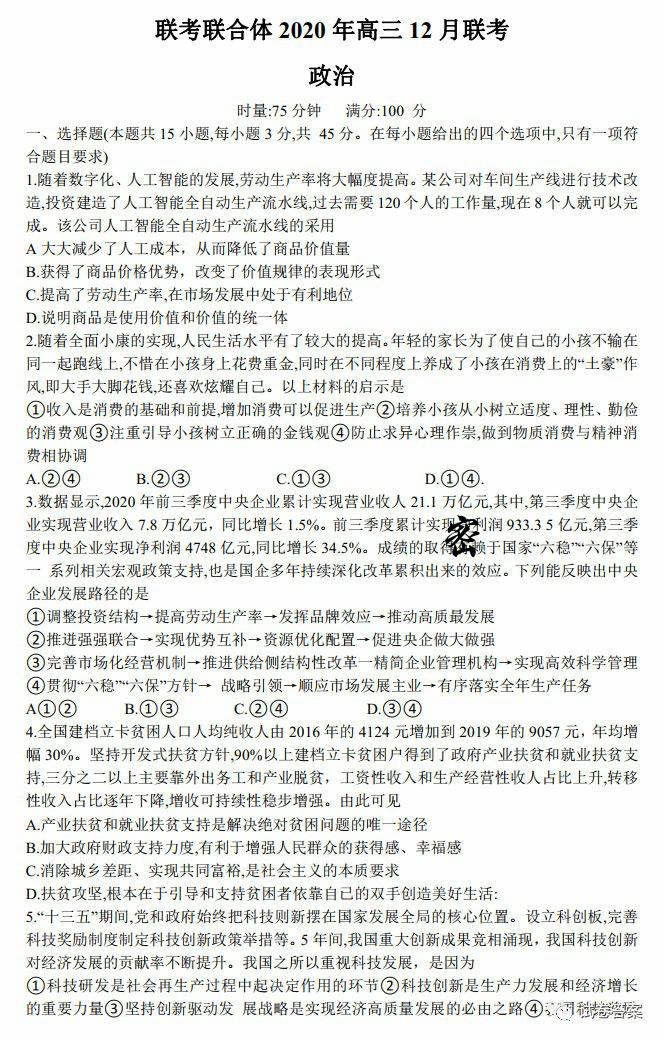 联考联合体 2020 年高三 12 月联考
政治
时量:75 分钟 满分:100 分
一、选择题(本题共 15 小题,每小题 3 分,共 45 分。在每小题给出的四个选项中,只有一项符
合题目要求)
1.随着数字化、人工智能的发展,劳动生产率将大幅度提高。某公司对车间生产线进行技术改
造,投资建造了人工智能全自动生产流水线,过去需要 120 个人的工作量,现在 8 个人就可以完
成。该公司人工智能全自动生产流水线的采用
A 大大减少了人工成本，从而降低了商品价值量
B.获得了商品价格优势，改变了价值规律的表现形式
C.提高了劳动生产率,在市场发展中处于有利地位
D.说明商品是使用价值和价值的统一体
2.随着全面小康的实现,人民生活水平有了较大的提高。年轻的家长为了使自己的小孩不输在
同一起跑线上,不惜在小孩身上花费重金,同时在不同程度上养成了小孩在消费上的“土豪”作
风,即大手大脚花钱,还喜欢炫耀自己。以上材料的启示是
①收入是消费的基础和前提,增加消费可以促进生产②培养小孩从小树立适度、理性、勤俭
的消费观③注重引导小孩树立正确的金钱观④防止求异心理作祟,做到物质消费与精神消
费相协调
A.②④ B.②③ C.①③ D.①④.
3.数据显示,2020 年前三季度中央企业累计实现营业收人 21.1 万亿元,其中,第三季度中央企
业实现营业收入 7.8 万亿元，同比增长 1.5%。前三季度累计实现 利润 933.3 5 亿元,第三季
密
度中央企业实现净利润 4748 亿元,同比增长 34.5%。成绩的取得 赖于国家“六稳”“六保”等
一 系列相关宏观政策支持,也是国企多年持续深化改革累积出来的效应。下列能反映出中央
企业发展路径的是
①调整投资结构→提高劳动生产率→发挥品牌效应→推动高质最发展
②推进强强联合→实现优势互补→资源优化配置→促进央企做大做强
③完善市场化经营机制→推进供给侧结构性改革一精简企业管理机构→实现高效科学管理
④贯彻“六稳”“六保”方针→ 战略引领→顺应市场发展主业→有序落实全年生产任务
A①② B.①③ C.②④ D.③④
4.全国建档立卡贫困人口人均纯收人由 2016 年的 4124 元增加到 2019 年的 9057 元，年均增
幅 30%。坚持开发式扶贫方针,90%以上建档立卡贫困户得到了政府产业扶贫和就业扶贫支
持,三分之二以上主要靠外出务工和产业脱贫，工资性收入和生产经营性收人占比上升,转移
性收入占比逐年下降,增收可持续性稳步增强。由此可见
A.产业扶贫和就业扶贫支持是解决绝对贫困问题的唯一途径
B.加大政府财政支持力度,有利于增强人民群众的获得感、幸福感
C.消除城乡差距、实现共同富裕,是社会主义的本质要求
D.扶贫攻坚,根本在于引导和支持贫困者依靠自已的双手创造美好生活:
5.“十三五”期间,党和政府始终把科技则新摆在国家发展全局的核心位置。设立科创板,完善
科技奖励制度制定科技创新政策举措等。5 年间,我国重大创新成果竞相涌现，我国科技创新
对经济发展的贡献率不断提升。我国之所以重视科技发展，是因为
①科技研发是社会再生产过程中起决定作用的环节②科技创新是生产力发展和经济增长
的重要力量③坚持创新驱动发 展战略是实现经济高质量发展的必由之路④ 科
试卷答案